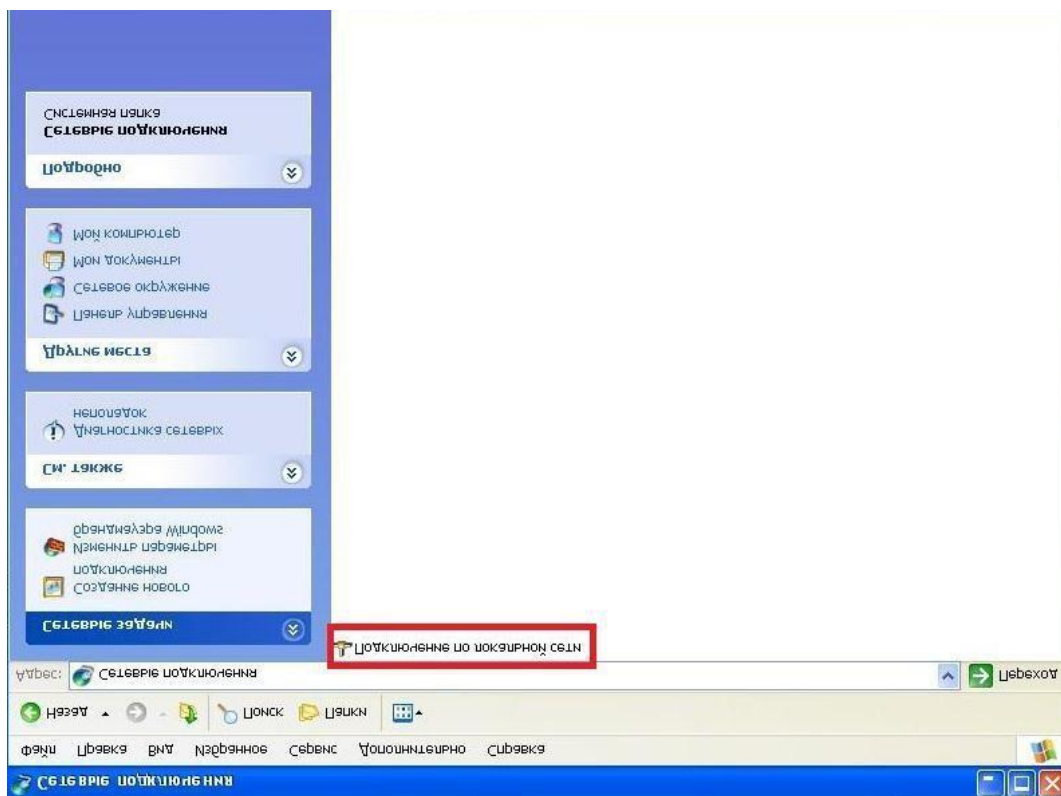 Сетевые подключения
Файл Правка Вид Избранное Сервис Дополнительно Справка
Назад Поиск Папки
Адрес: Сетевые подключения Переход
Сетевые задачи
Создание нового
подключения
Изменить параметры
брандмауэра Windows
См. также
Диагностика сетевых
неполадок
Другие места
Панель управления
Сетевое окружение
Мои документы
Мой компьютер
Подробно
Сетевые подключения
Системная папка
Подключение по локальной сети